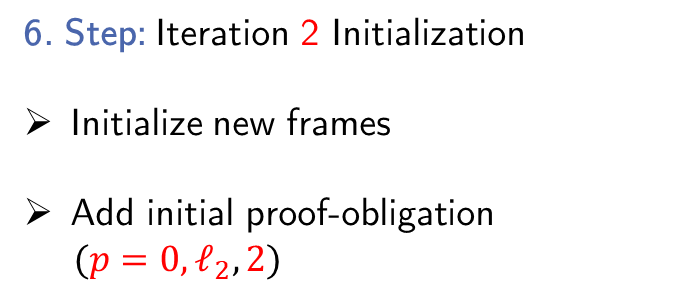 6. Step: Iteration 2 Initialization
➢ Initialize new frames
➢ Add initial proof-obligation
(p = 0, ℓ₂, 2)